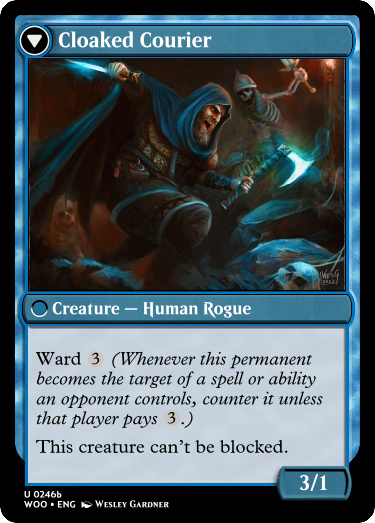 Cloaked Courier
Creature — Human Rogue
Ward 3 (Whenever this permanent
becomes the target of a spell or ability
an opponent controls, counter it unless
that player pays 3.)
This creature can't be blocked.
3/1
U 0246b
WOO • ENG Wesley Gardner